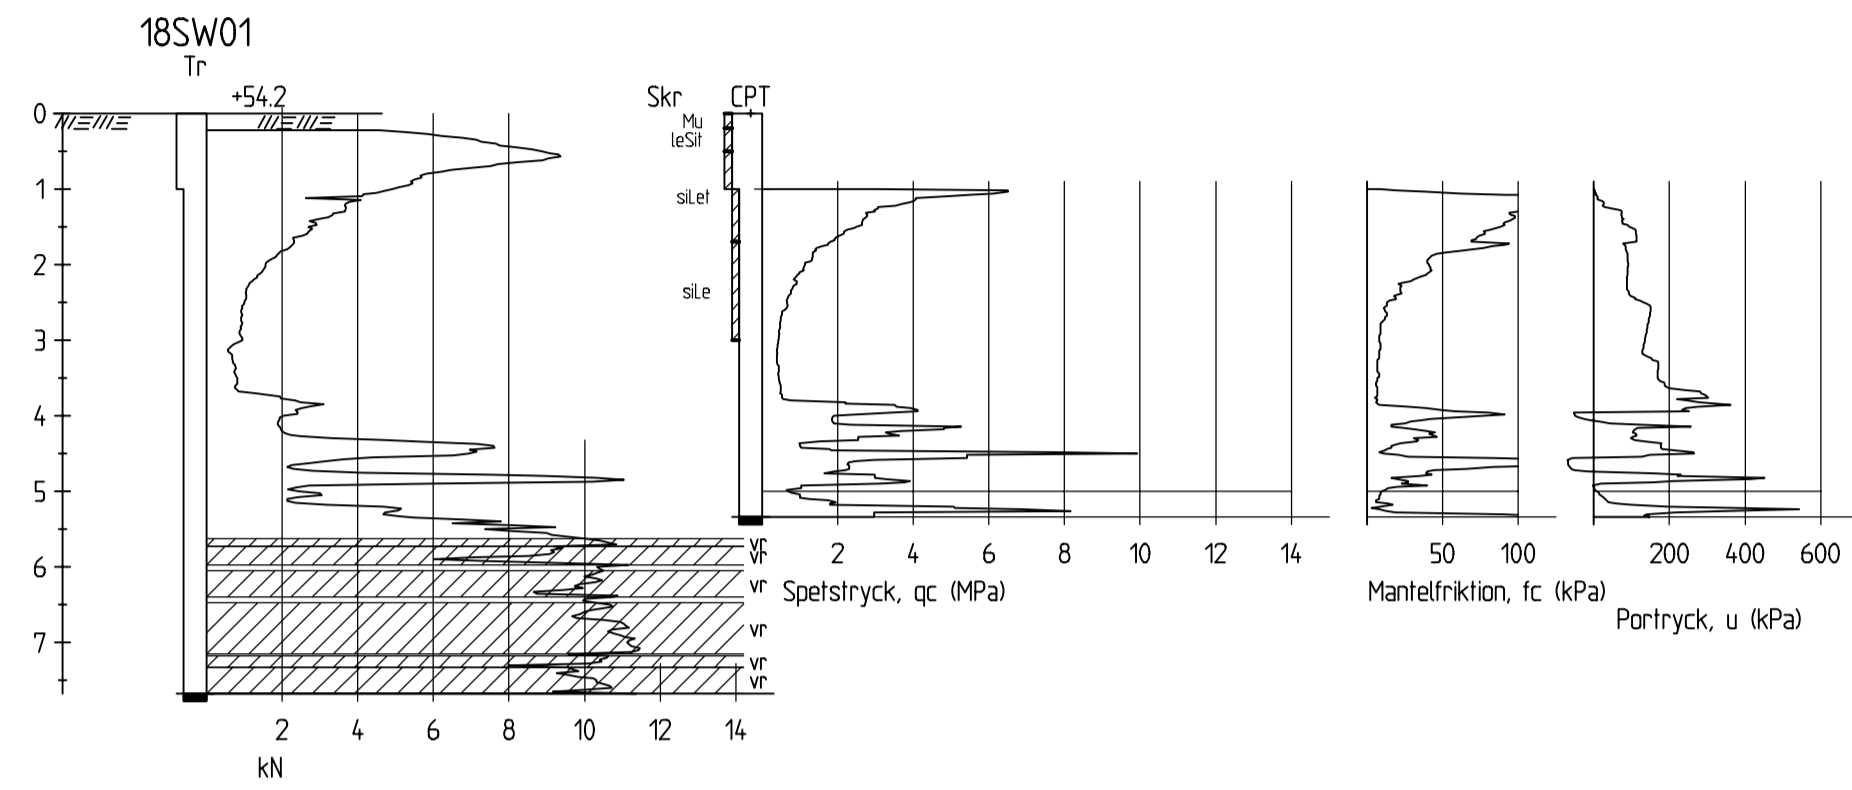 18SW01
Tr
+54.2
Skr CPT
0
Mu
leSit
1
siLet
2
siLe
3
4
5
vr
vr
6
vr
vr
7
vr
vr
2 4 6 8 10 12 14
kN
2 4 6 8 10 12 14
Spetstryck, qc (MPa)
50 100
Mantelfriktion, fc (kPa)
200 400 600
Portryck, u (kPa)